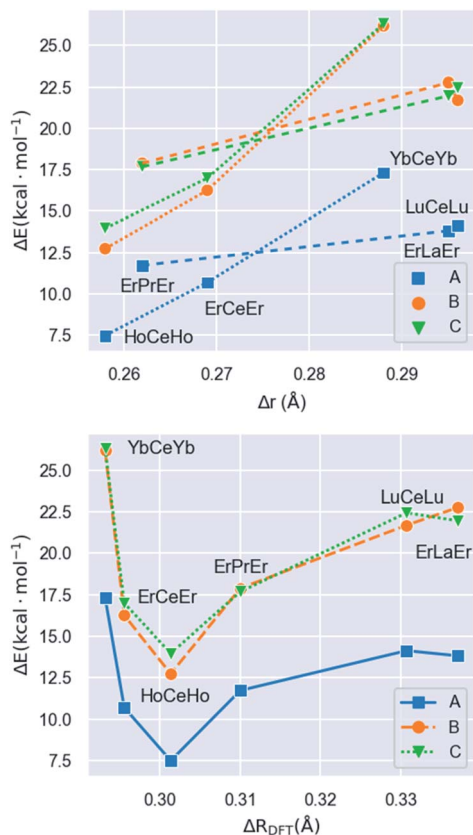 25.0
22.5
20.0
17.5
15.0
12.5
10.0
7.5
ΔE(kcal · mol⁻¹)
YbCeYb
LuCeLu
ErLaEr
ErPrEr
ErCeEr
HoCeHo
A
B
C
0.26 0.27 0.28 0.29
Δr (Å)
25.0
22.5
20.0
17.5
15.0
12.5
10.0
7.5
ΔE(kcal · mol⁻¹)
YbCeYb
LuCeLu
ErPrEr
ErLaEr
ErCeEr
HoCeHo
A
B
C
0.30 0.31 0.32 0.33
ΔR_DFT(Å)